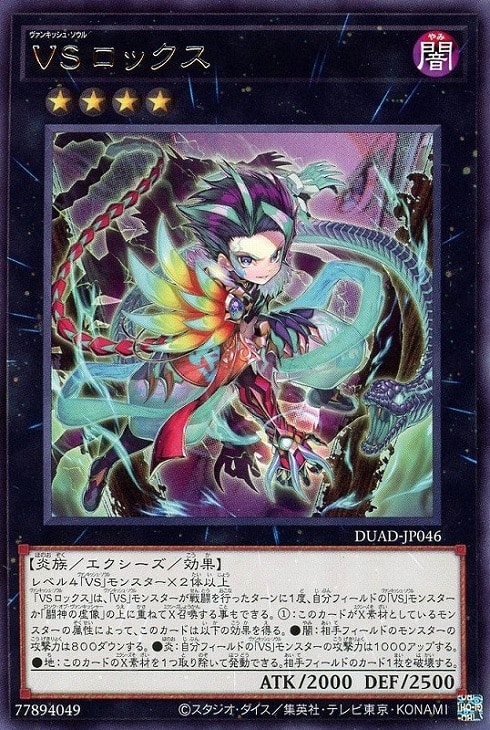 ヴァンキッシュ・ソウル
VS ロックス
闇
やみ
DUAD-JP046
【炎族/エクシーズ/効果】
レベル4「VS」モンスター×2体以上
「VSロックス」は、「VS」モンスターが戦闘を行ったターンに1度、自分フィールドの「VS」モンスター
か「闘神の虚像」の上に重ねてX召喚する事もできる。①:このカードがX素材としているモン
スターの属性によって、このカードは以下の効果を得る。●闇:相手フィールドのモンスターの
攻撃力は800ダウンする。●炎:自分フィールドの「VS」モンスターの攻撃力は1000アップする。
●地:このカードのX素材を1つ取り除いて発動できる。相手フィールドのカード1枚を破壊する。
ATK/2000 DEF/2500
77894049
©スタジオ・ダイス/集英社・テレビ東京・KONAMI